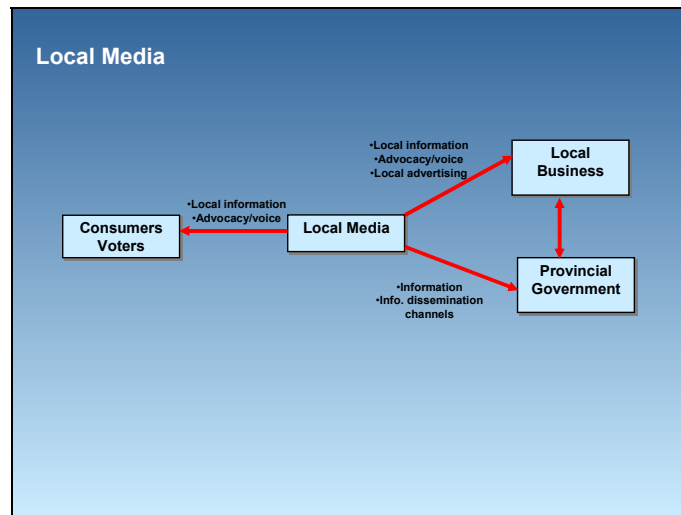 Local Media
•Local information
•Advocacy/voice
•Local advertising
Local
Business
•Local information
•Advocacy/voice
Consumers
Voters
Local Media
Provincial
Government
•Information
•Info. dissemination
channels